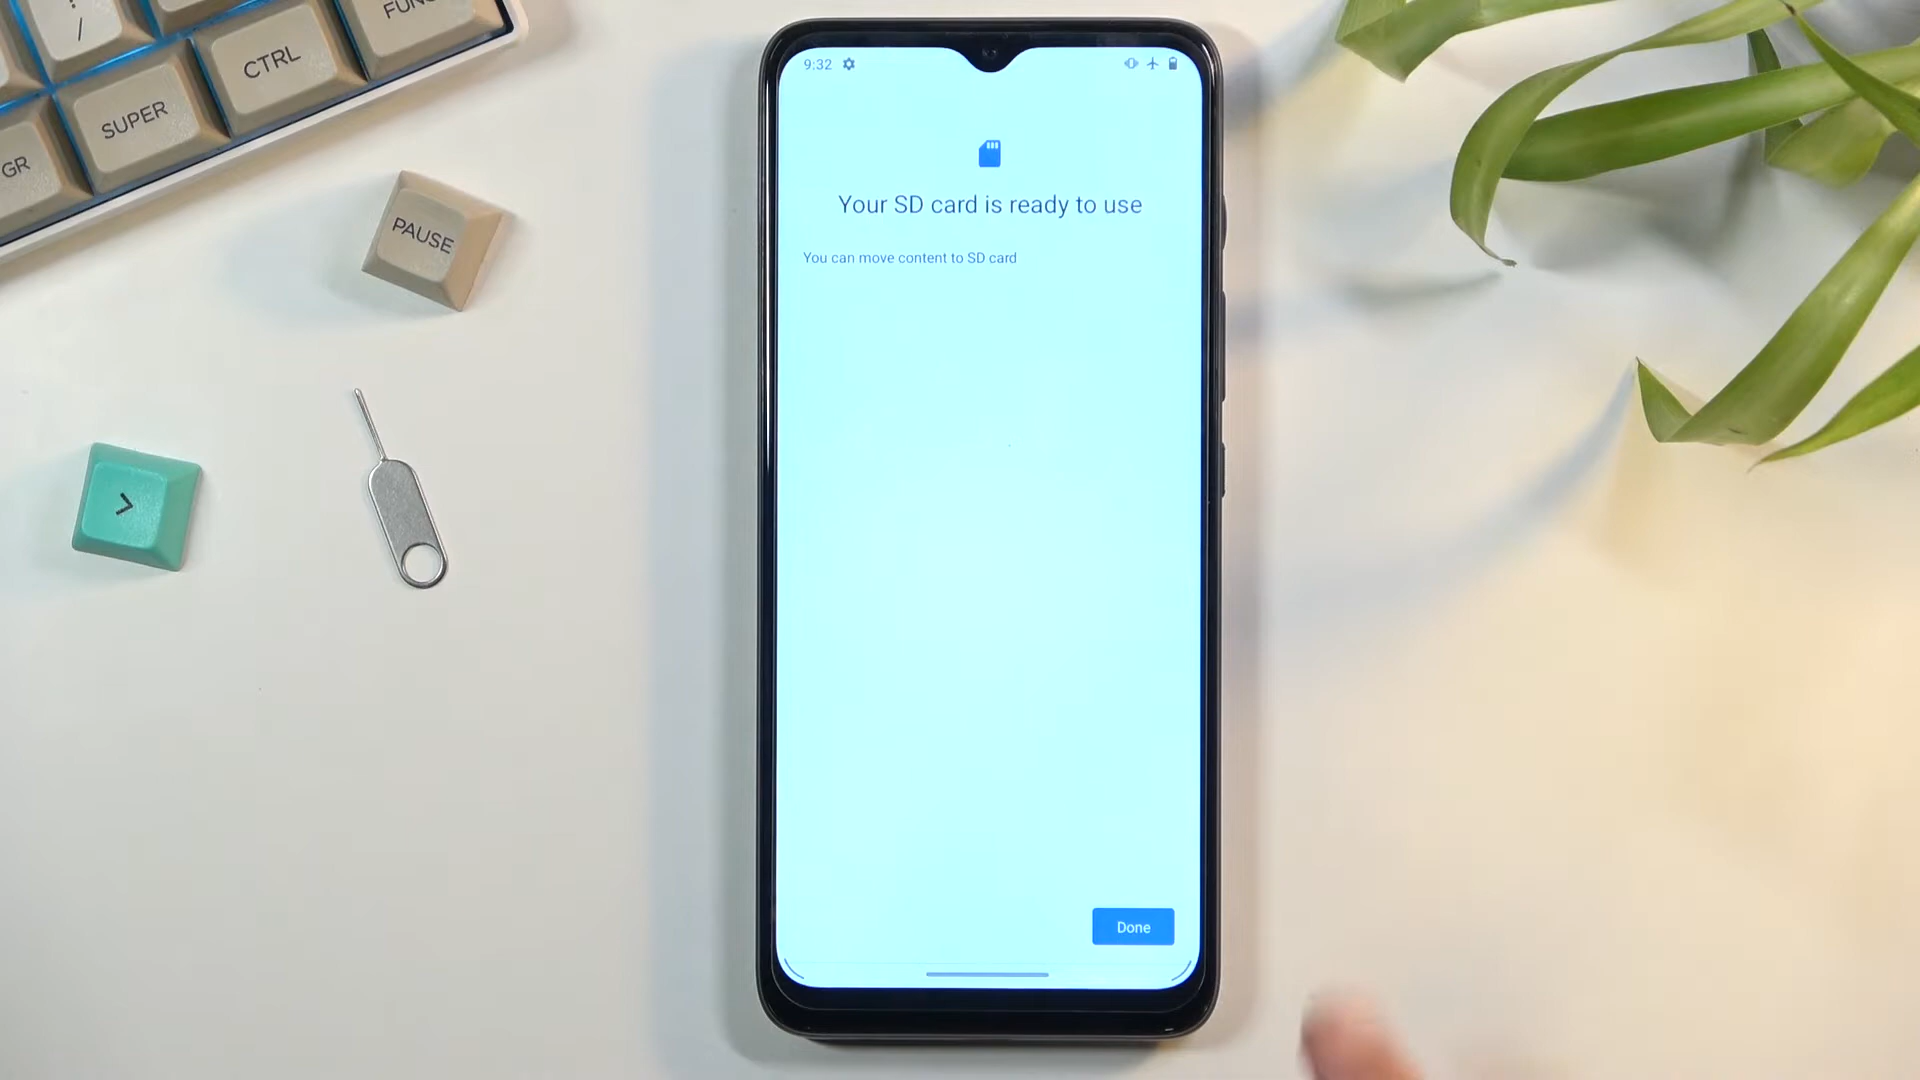 FUNC
CTRL
SUPER
GR
/
PAUSE
>
9:32
Your SD card is ready to use
You can move content to SD card
Done